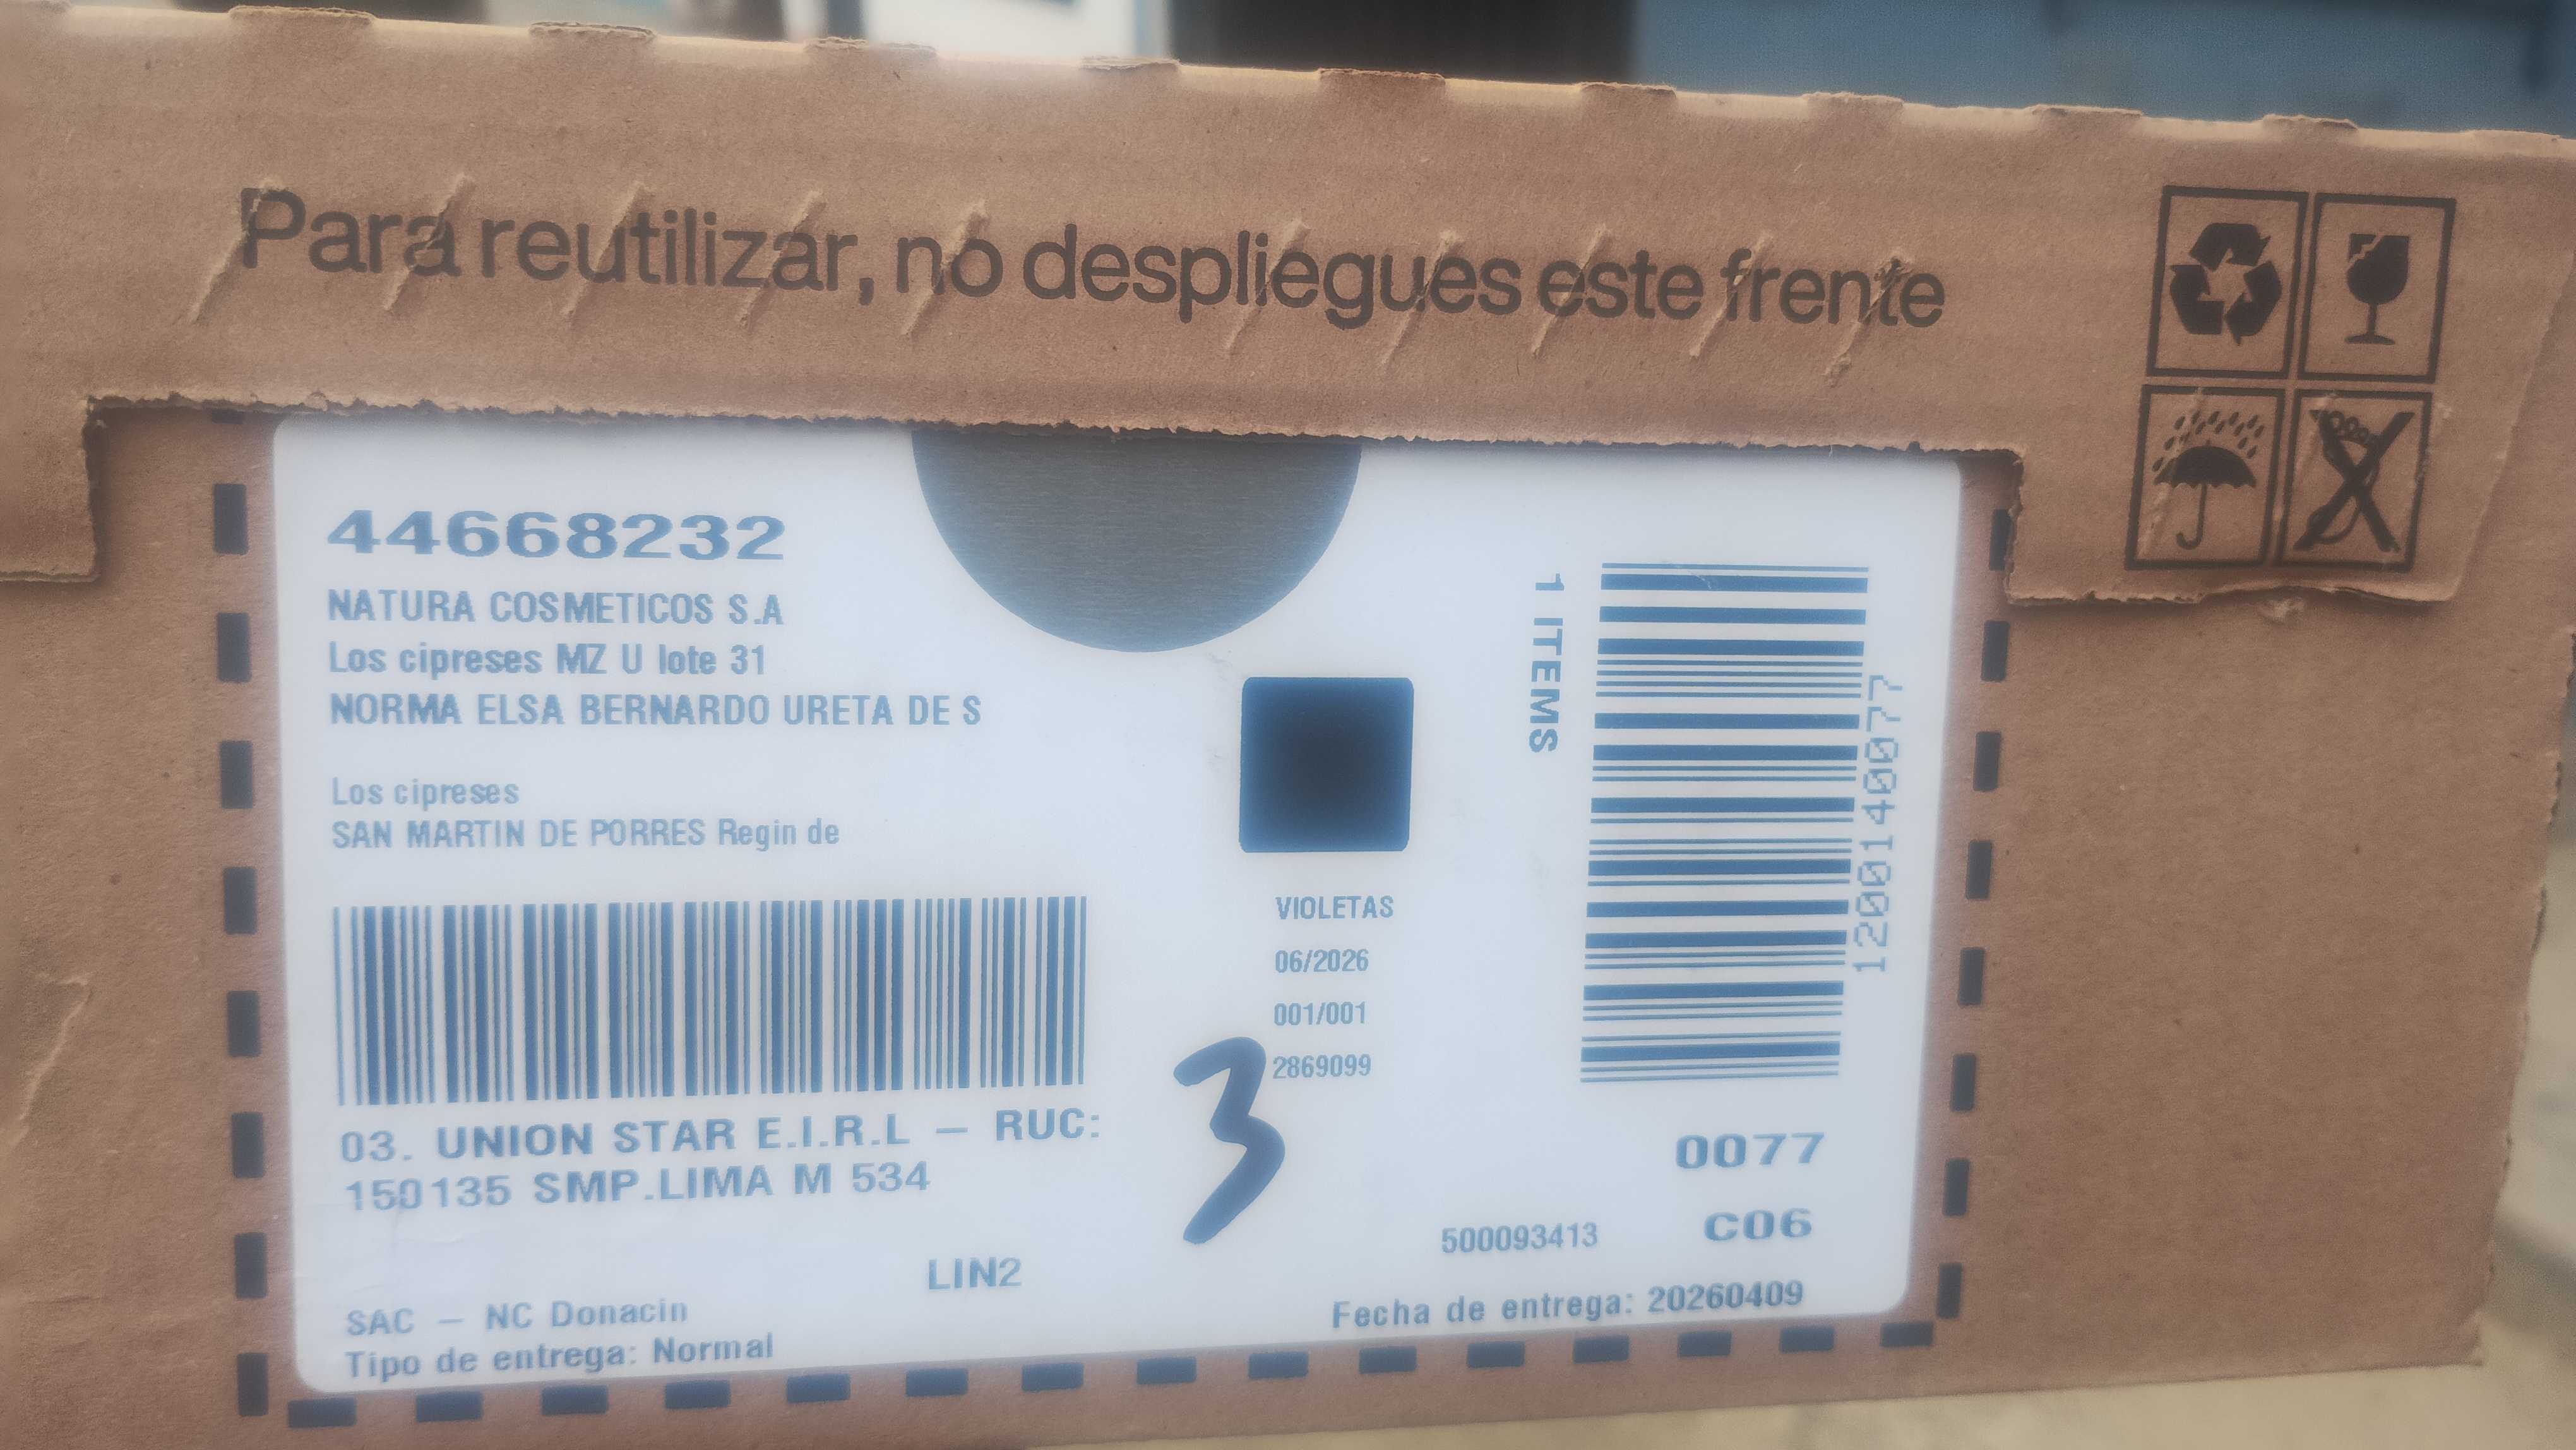 Para reutilizar, no despliegues este frente
44668232
NATURA COSMETICOS S.A
Los cipreses MZ U lote 31
NORMA ELSA BERNARDO URETA DE S
Los cipreses
SAN MARTIN DE PORRES Regin de
03. UNION STAR E.I.R.L – RUC:
150135 SMP.LIMA M 534
LIN2
SAC – NC Donacin
Tipo de entrega: Normal
VIOLETAS
06/2026
001/001
2869099
3
1 ITEMS
12001400077
0077
C06
500093413
Fecha de entrega: 20260409